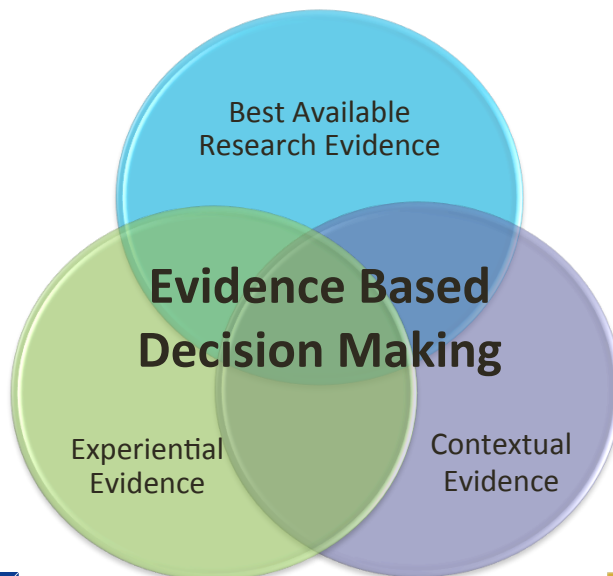 Best Available
Research Evidence
Evidence Based
Decision Making
Experiential
Evidence
Contextual
Evidence